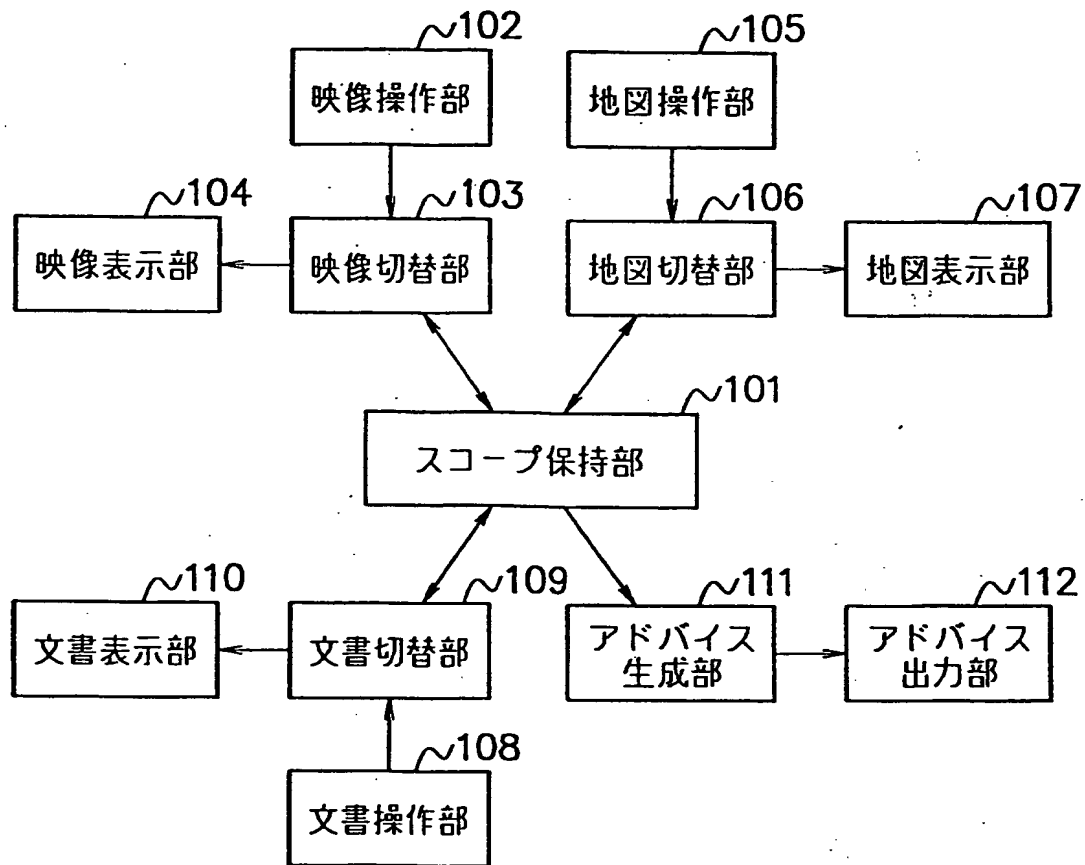 102
映像操作部
105
地図操作部
104
映像表示部
103
映像切替部
106
地図切替部
107
地図表示部
101
スコープ保持部
110
文書表示部
109
文書切替部
111
アドバイス
生成部
112
アドバイス
出力部
108
文書操作部